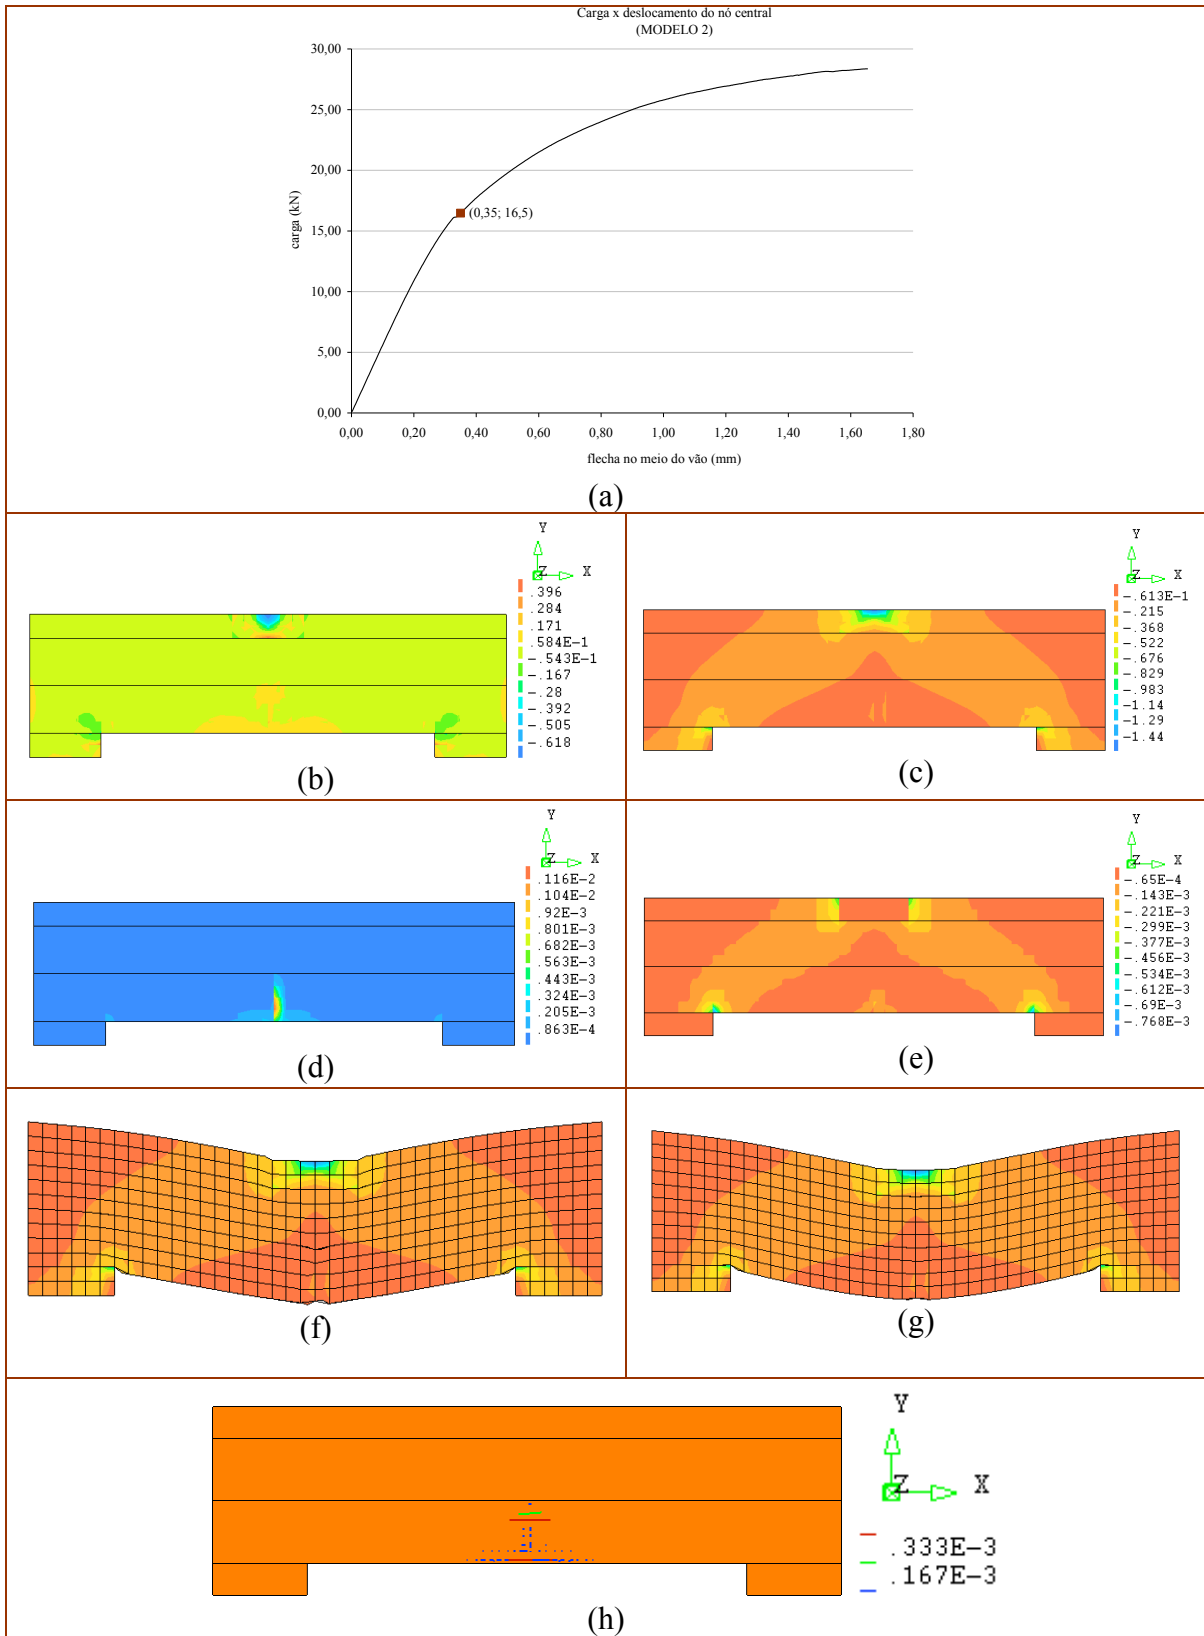 Carga x deslocamento do nó central
(MODELO 2)
30,00
25,00
20,00
15,00
10,00
5,00
0,00
carga (kN)
(0,35; 16,5)
0,00 0,20 0,40 0,60 0,80 1,00 1,20 1,40 1,60 1,80
flecha no meio do vão (mm)
(a)
Y
Z X
.396
.284
.171
.584E-1
-.543E-1
-.167
-.28
-.392
-.505
-.618
(b)
Y
Z X
-.613E-1
-.215
-.368
-.522
-.676
-.829
-.983
-1.14
-1.29
-1.44
(c)
Y
Z X
.116E-2
.104E-2
.92E-3
.801E-3
.682E-3
.563E-3
.443E-3
.324E-3
.205E-3
.863E-4
(d)
Y
Z X
-.65E-4
-.143E-3
-.221E-3
-.299E-3
-.377E-3
-.456E-3
-.534E-3
-.612E-3
-.69E-3
-.768E-3
(e)
(f)
(g)
Y
Z X
.333E-3
.167E-3
(h)